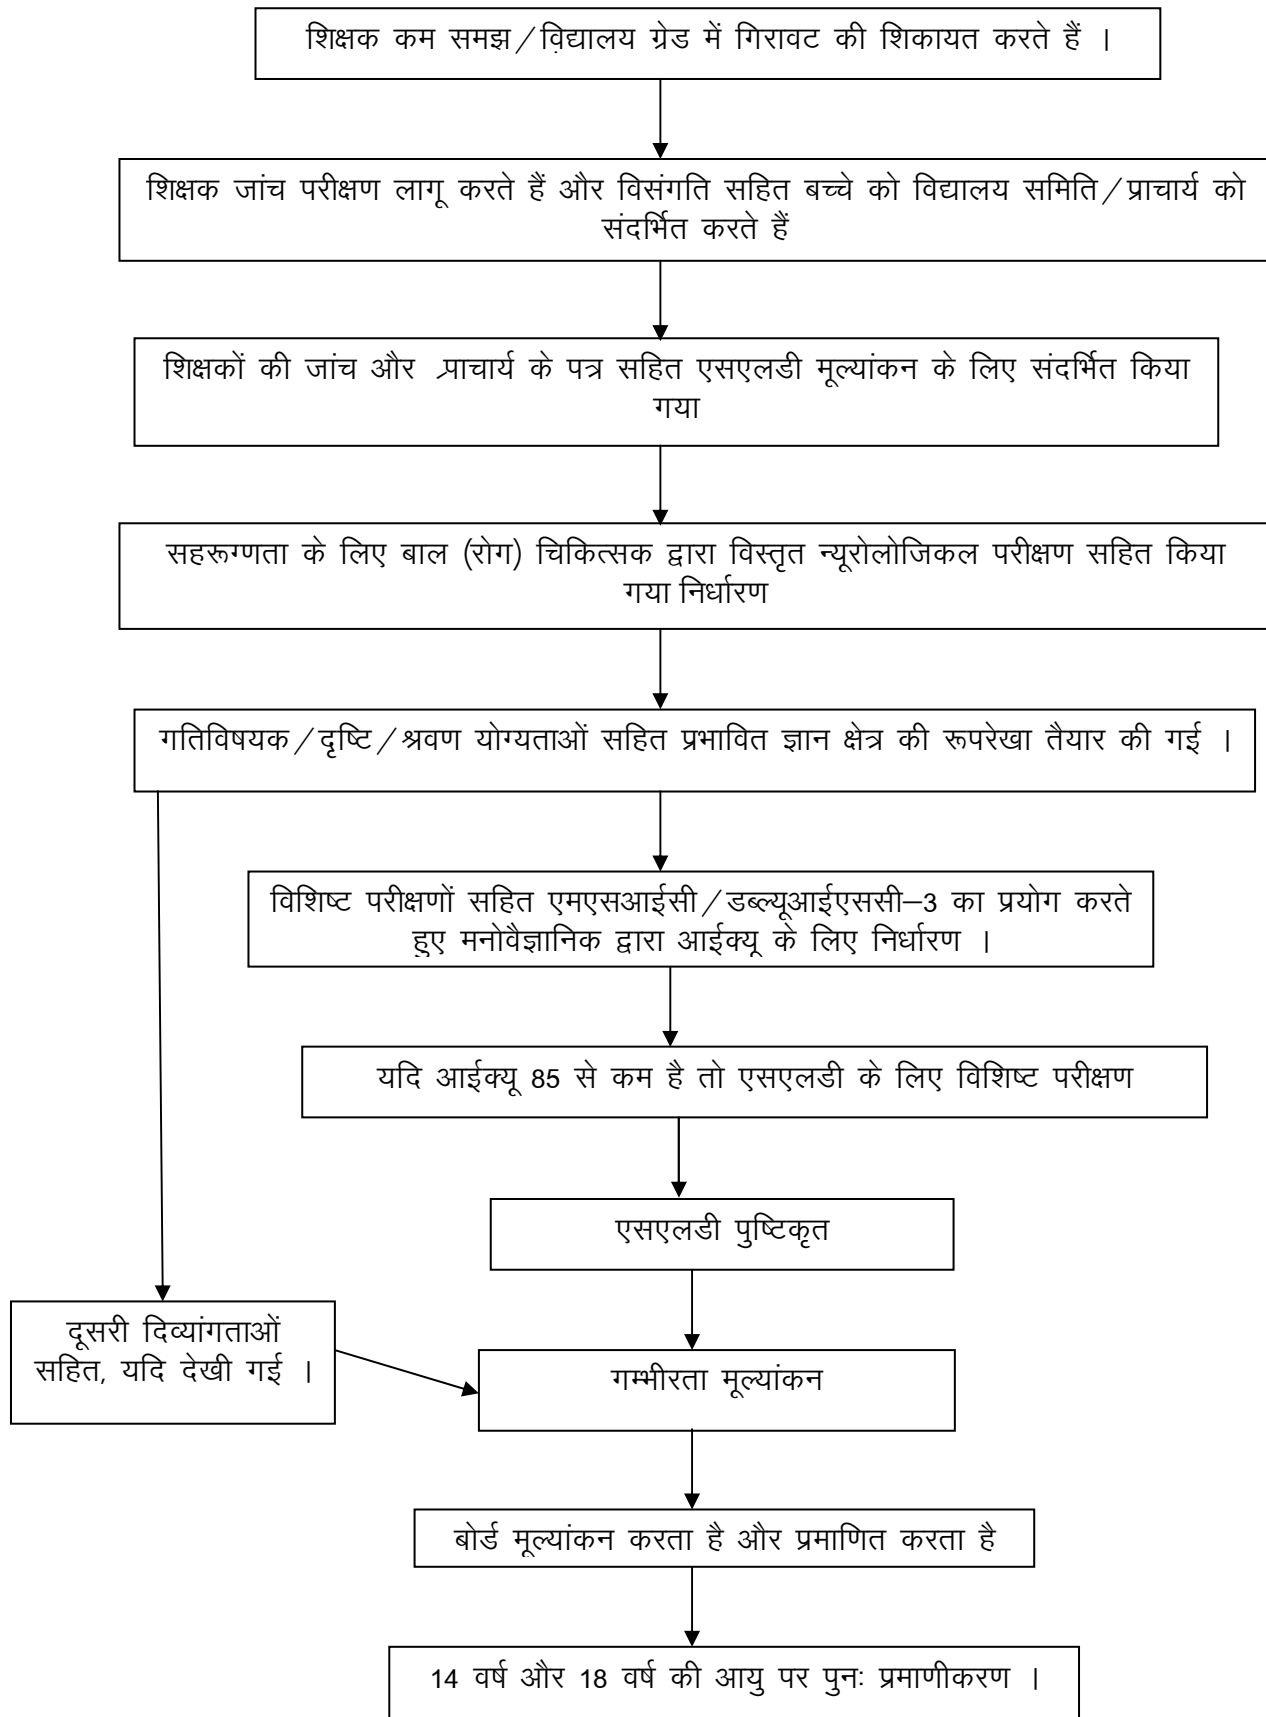 शिक्षक कम समझ/विद्यालय ग्रेड में गिरावट की शिकायत करते हैं ।
शिक्षक जांच परीक्षण लागू करते हैं और विसंगति सहित बच्चे को विद्यालय समिति/प्राचार्य को
संदर्भित करते हैं
शिक्षकों की जांच और प्राचार्य के पत्र सहित एसएलडी मूल्यांकन के लिए संदर्भित किया
गया
सहरूग्णता के लिए बाल (रोग) चिकित्सक द्वारा विस्तृत न्यूरोलोजिकल परीक्षण सहित किया
गया निर्धारण
गतिविषयक/दृष्टि/श्रवण योग्यताओं सहित प्रभावित ज्ञान क्षेत्र की रूपरेखा तैयार की गई ।
विशिष्ट परीक्षणों सहित एमएसआईसी/डब्ल्यूआईएससी–3 का प्रयोग करते
हुए मनोवैज्ञानिक द्वारा आईक्यू के लिए निर्धारण ।
यदि आईक्यू 85 से कम है तो एसएलडी के लिए विशिष्ट परीक्षण
एसएलडी पुष्टिकृत
दूसरी दिव्यांगताओं
सहित, यदि देखी गई ।
गम्भीरता मूल्यांकन
बोर्ड मूल्यांकन करता है और प्रमाणित करता है
14 वर्ष और 18 वर्ष की आयु पर पुनः प्रमाणीकरण ।